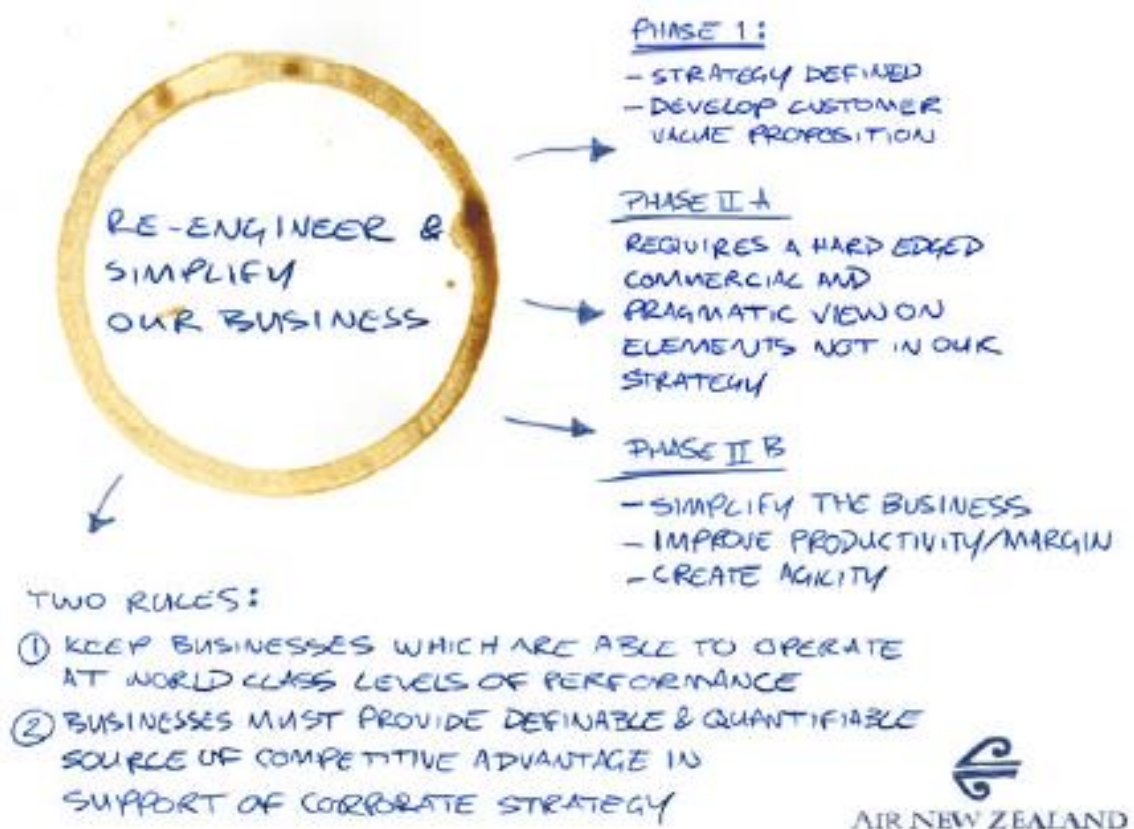 RE-ENGINEER &
SIMPLIFY
OUR BUSINESS
PHASE 1:
- STRATEGY DEFINED
- DEVELOP CUSTOMER
VALUE PROPOSITION
PHASE II A
REQUIRES A HARD EDGED
COMMERCIAL AND
PRAGMATIC VIEW ON
ELEMENTS NOT IN OUR
STRATEGY
PHASE II B
- SIMPLIFY THE BUSINESS
- IMPROVE PRODUCTIVITY/MARGIN
- CREATE AGILITY
TWO RULES:
① KEEP BUSINESSES WHICH ARE ABLE TO OPERATE
AT WORLD CLASS LEVELS OF PERFORMANCE
② BUSINESSES MUST PROVIDE DEFINABLE & QUANTIFIABLE
SOURCE OF COMPETITIVE ADVANTAGE IN
SUPPORT OF CORPORATE STRATEGY
AIR NEW ZEALAND